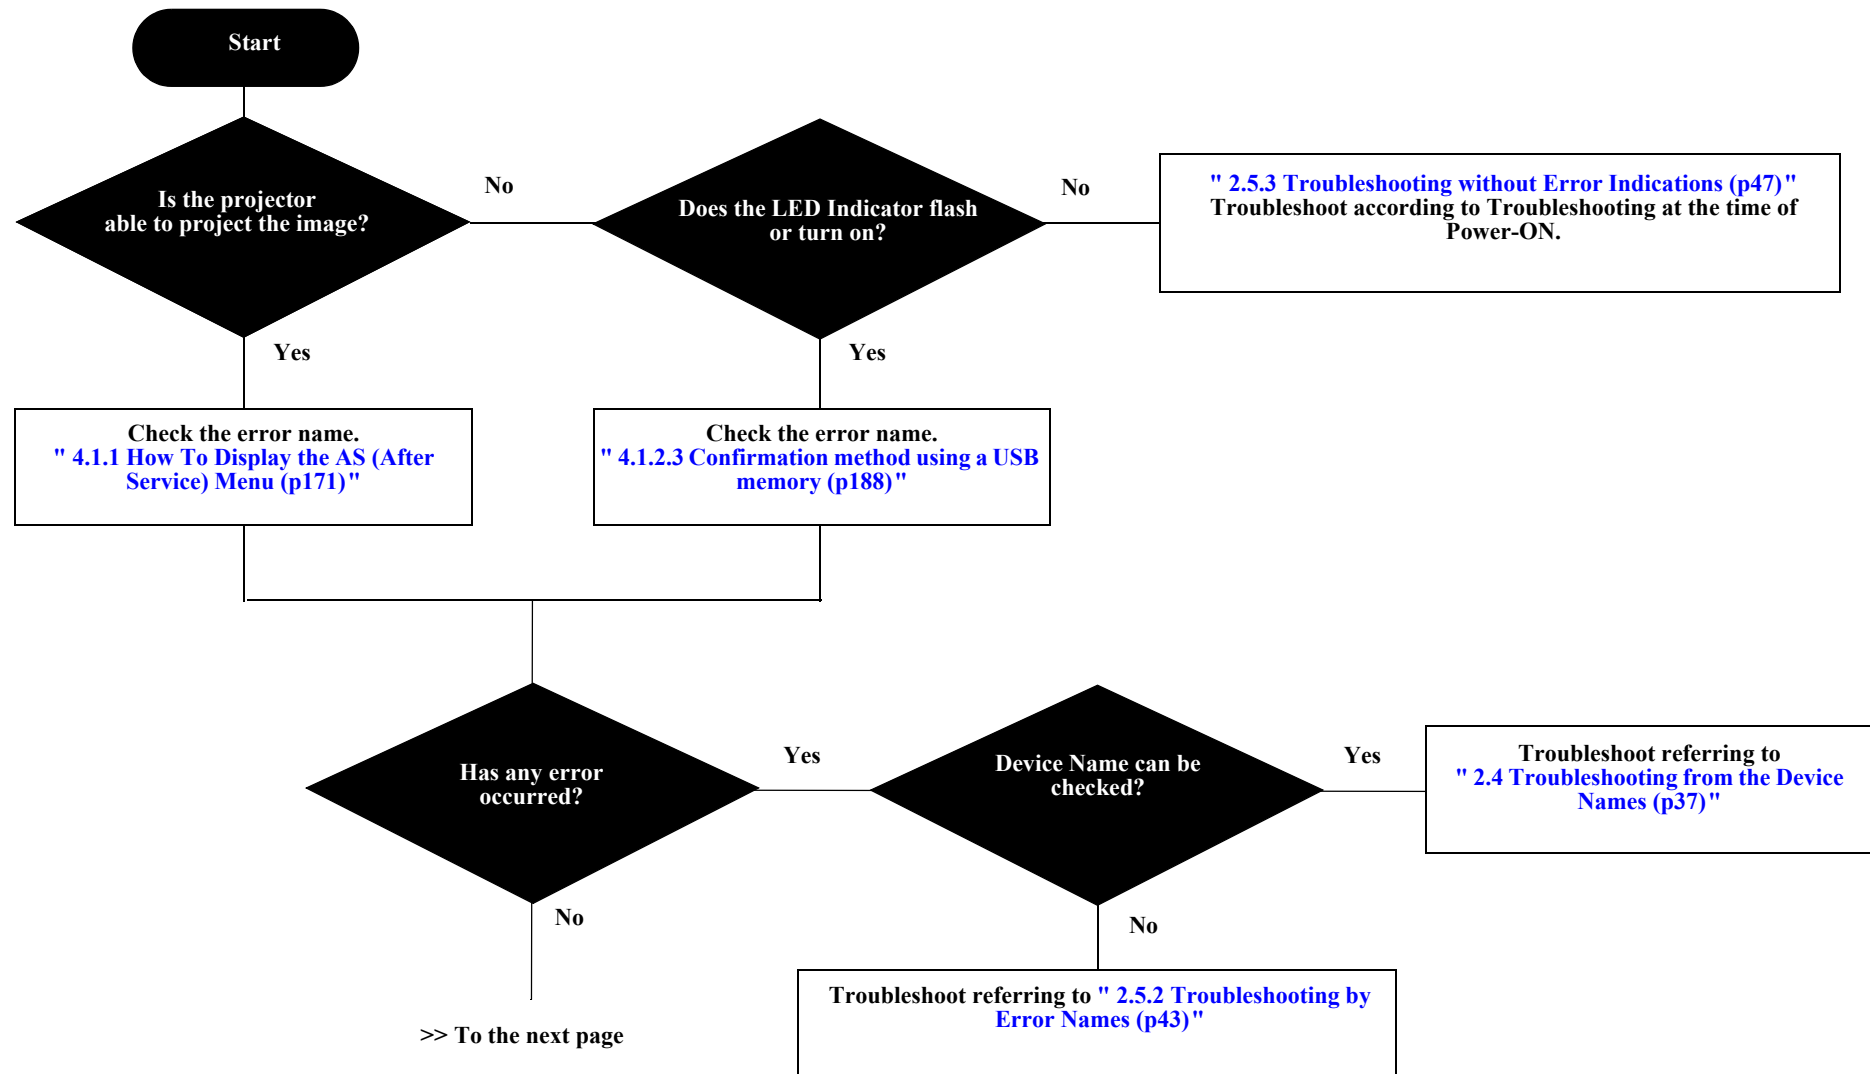 Start
Is the projector
able to project the image?
No
Does the LED Indicator flash
or turn on?
No
" 2.5.3 Troubleshooting without Error Indications (p47)"
Troubleshoot according to Troubleshooting at the time of
Power-ON.
Yes
Yes
Check the error name.
" 4.1.1 How To Display the AS (After
Service) Menu (p171)"
Check the error name.
" 4.1.2.3 Confirmation method using a USB
memory (p188)"
Has any error
occurred?
Yes
Device Name can be
checked?
Yes
Troubleshoot referring to
" 2.4 Troubleshooting from the Device
Names (p37)"
No
No
>> To the next page
Troubleshoot referring to " 2.5.2 Troubleshooting by
Error Names (p43)"